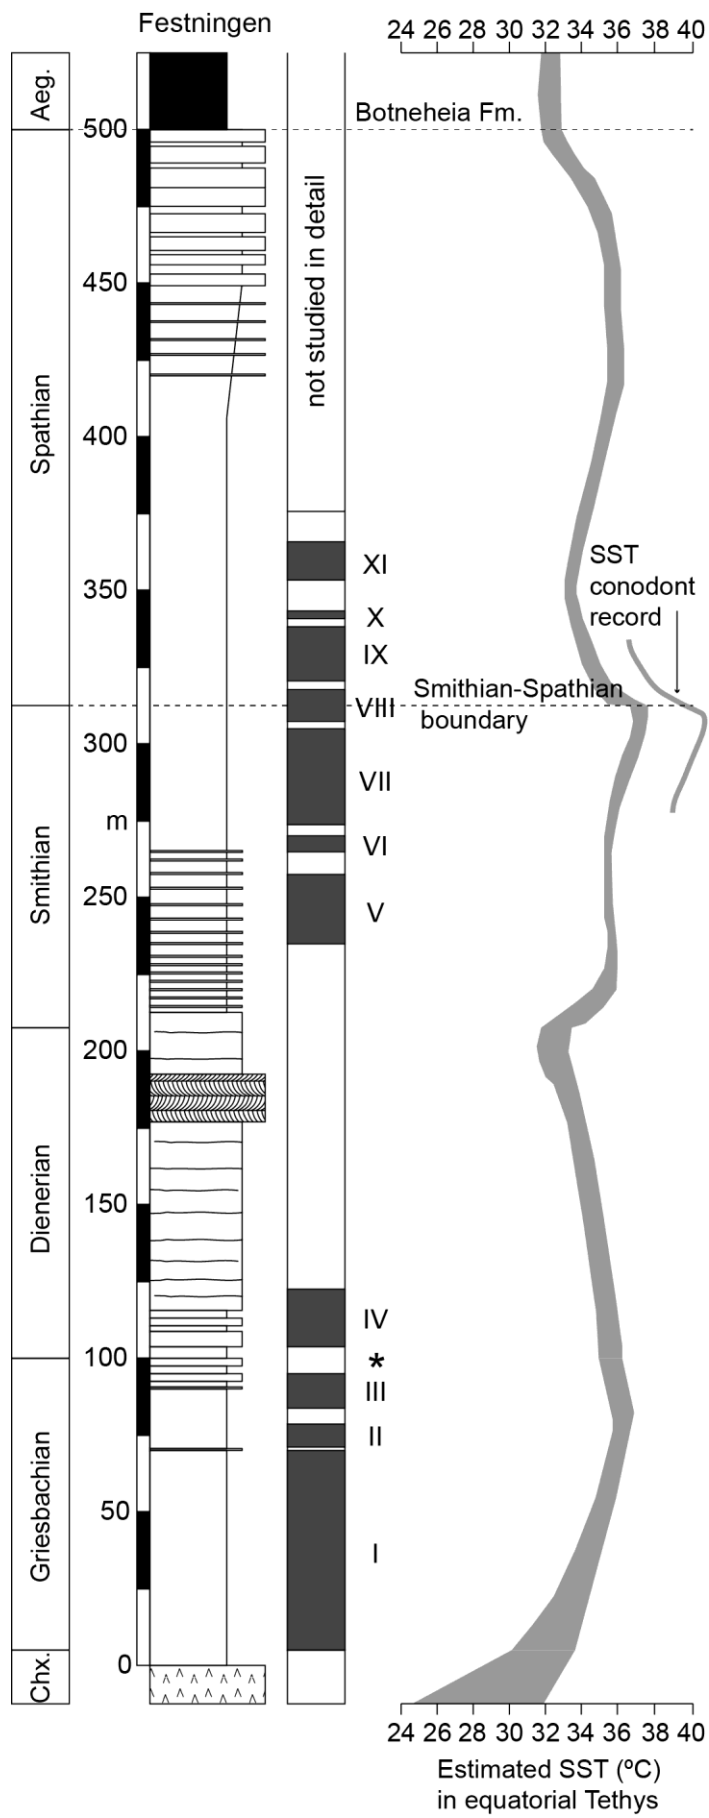 Festningen
24 26 28 30 32 34 36 38 40
Aeg.
Botneheia Fm.
500
not studied in detail
450
Spathian
400
XI
SST
conodont
record
350
X
IX
Smithian-Spathian
boundary
VIII
300
VII
m
VI
Smithian
250
V
200
Dienerian
150
IV
100
*
III
II
Griesbachian
50
I
0
Chx.
24 26 28 30 32 34 36 38 40
Estimated SST (ºC)
in equatorial Tethys